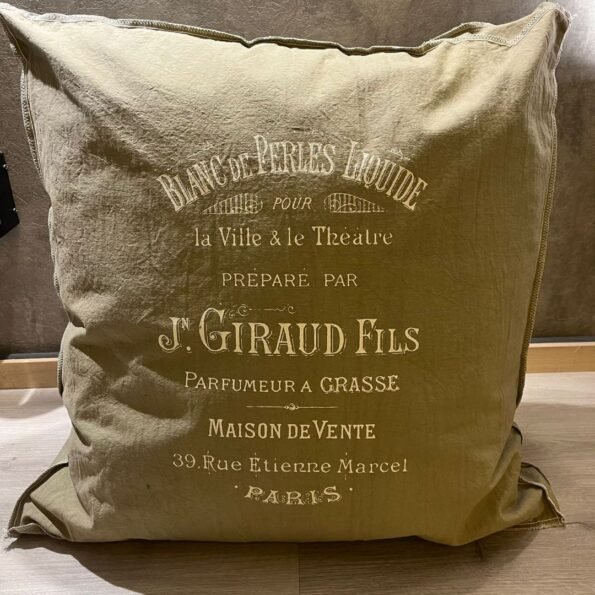 BLANC DE PERLES LIQUIDE
POUR
la Ville & le Théatre
PRÉPARÉ PAR
JN. GIRAUD FILS
PARFUMEUR A GRASSE
MAISON DE VENTE
39. Rue Etienne Marcel
· PARIS ·